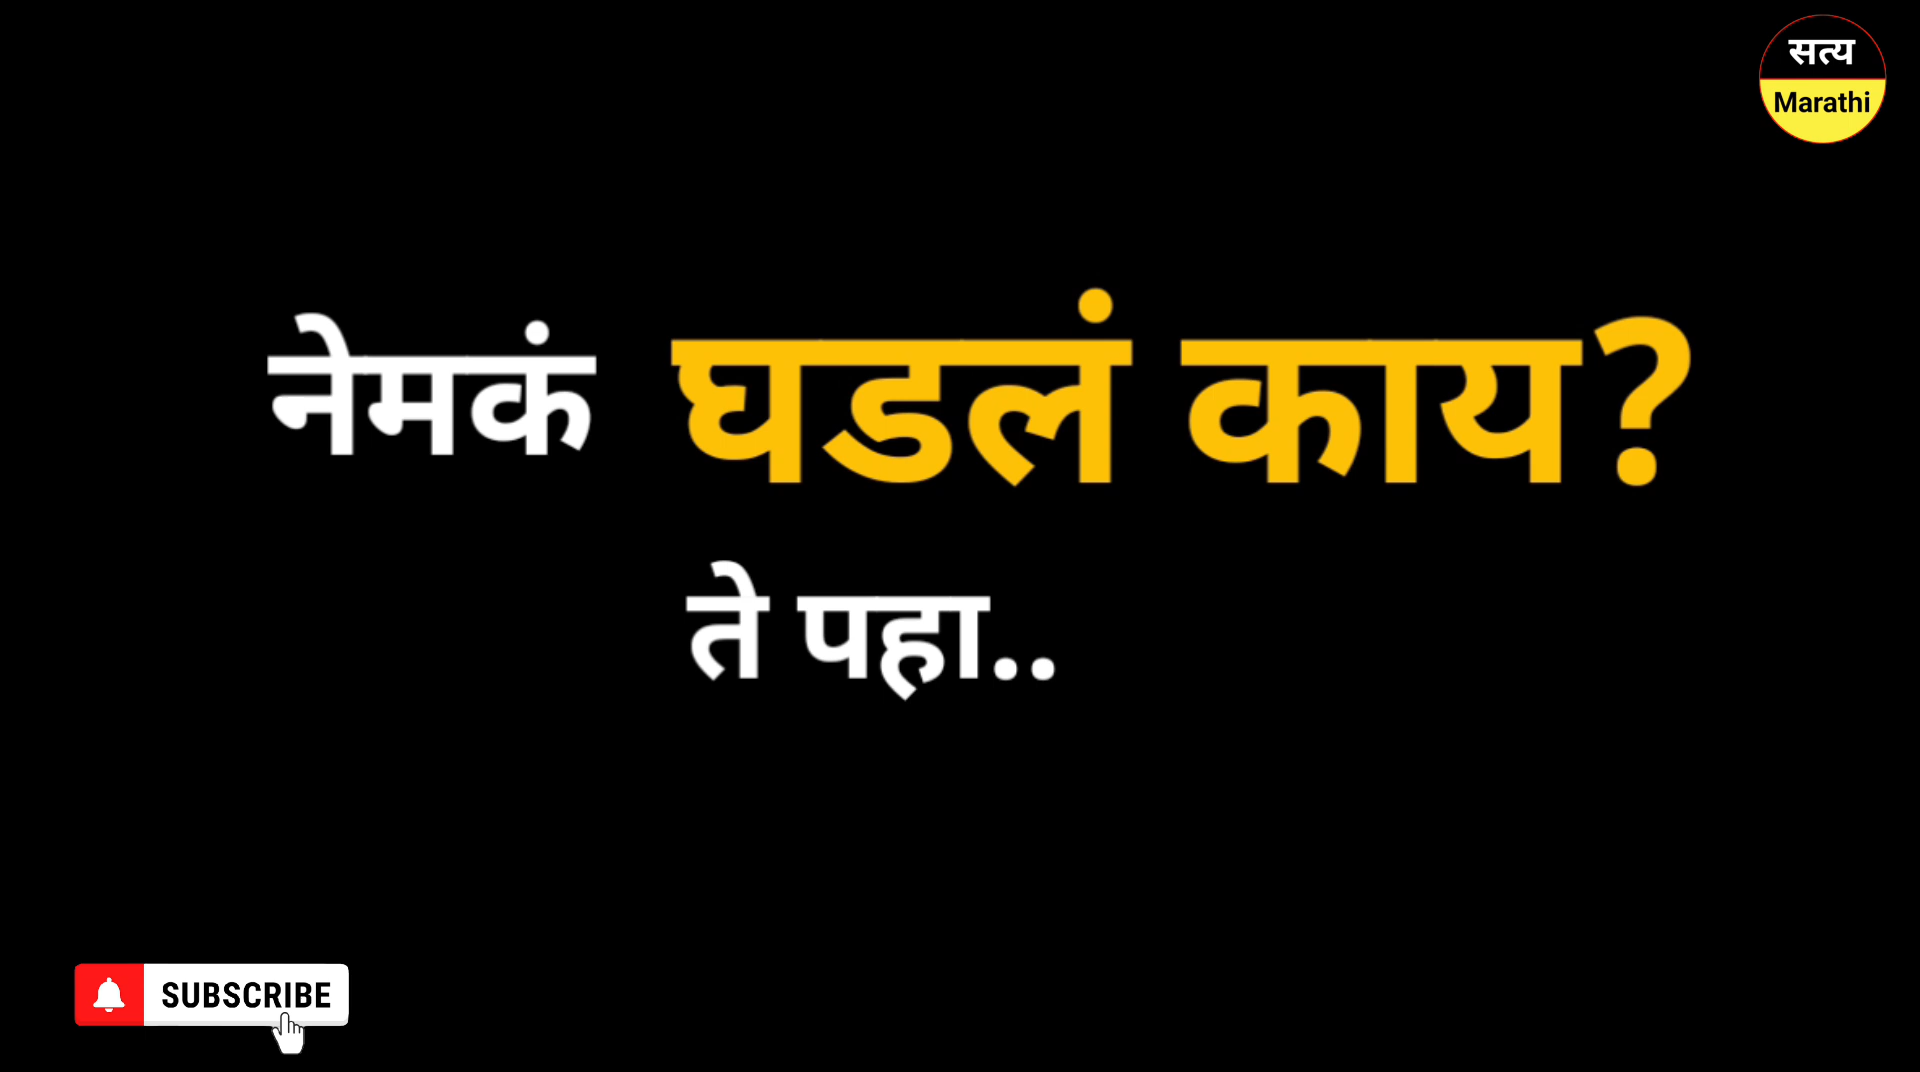 सत्य
Marathi
नेमकं घडलं काय?
ते पहा..
SUBSCRIBE